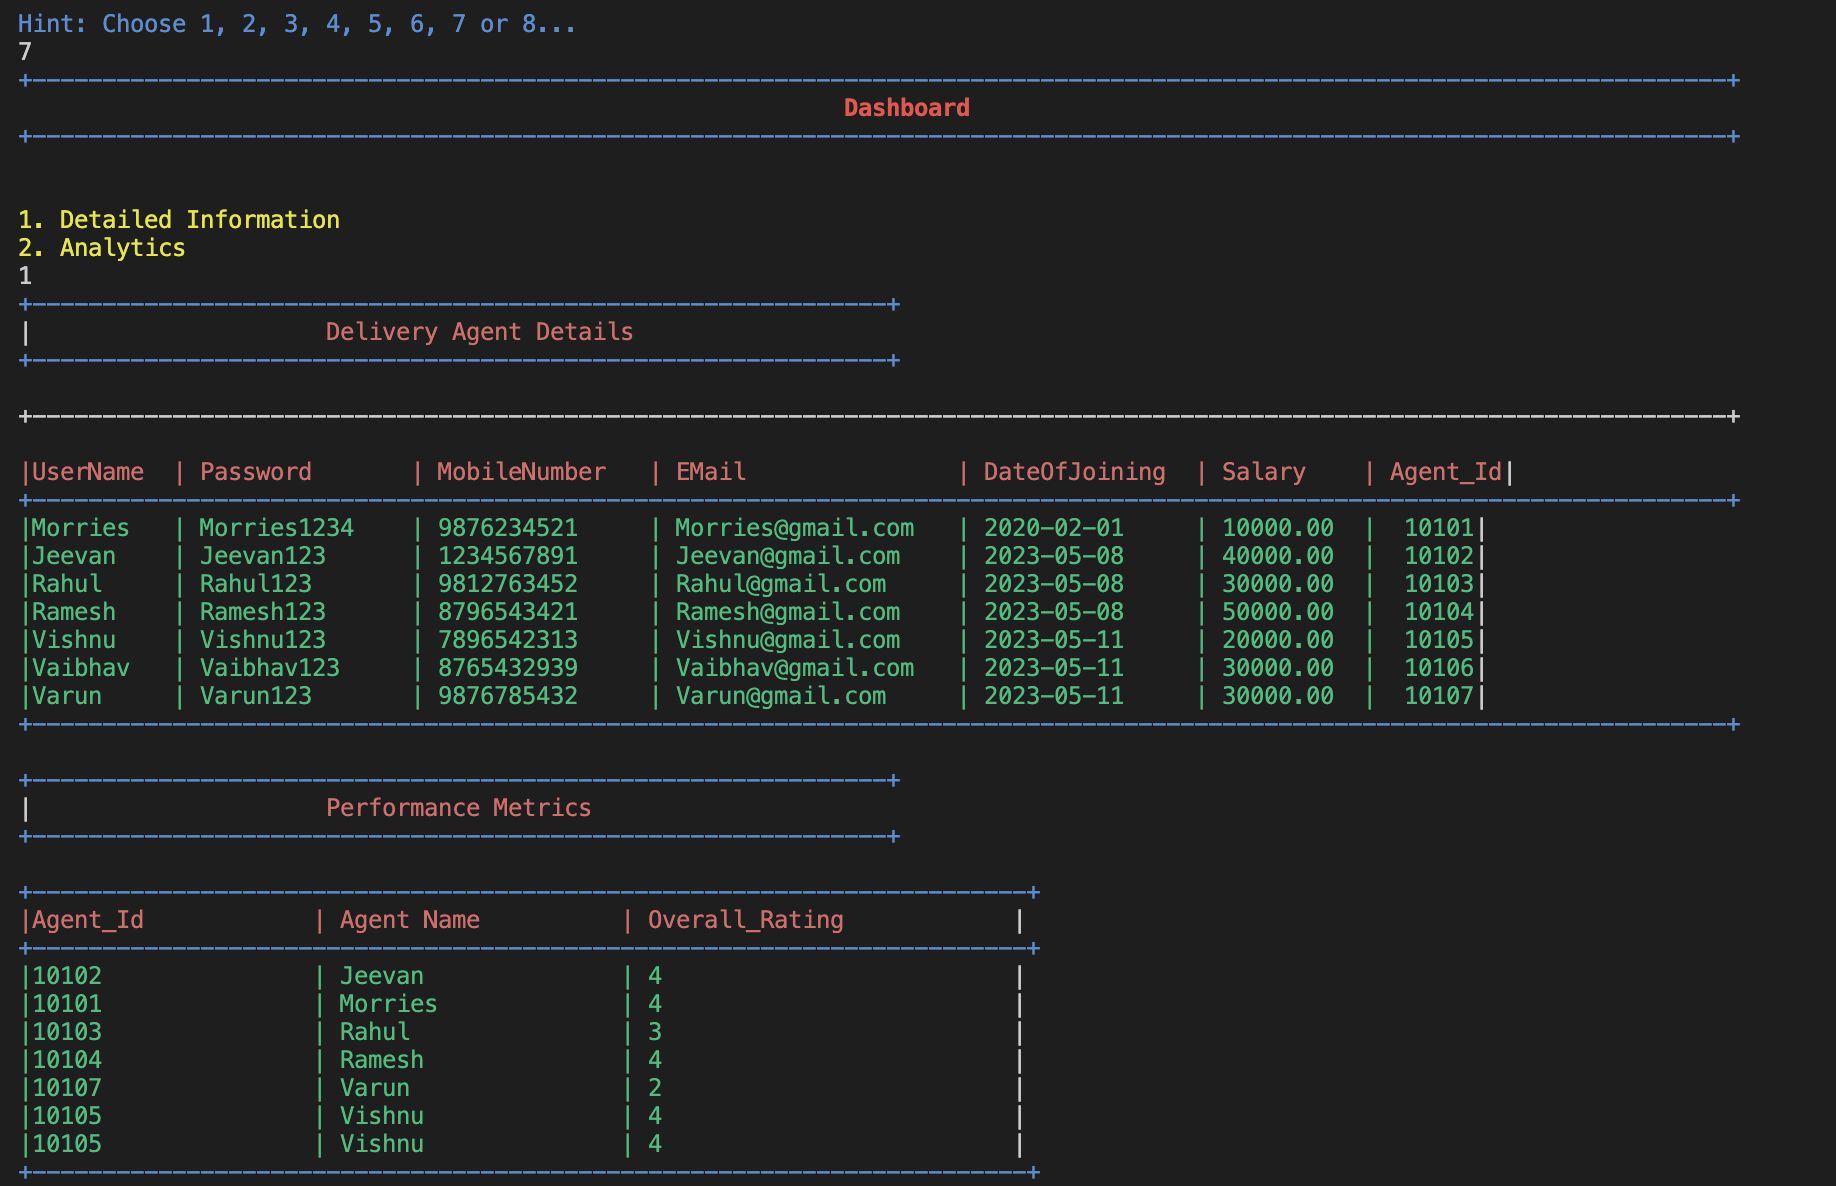 Hint: Choose 1, 2, 3, 4, 5, 6, 7 or 8...
7
Dashboard
1. Detailed Information
2. Analytics
1
| Delivery Agent Details
|UserName | Password | MobileNumber | EMail | DateOfJoining | Salary | Agent_Id|
|Morries | Morries1234 | 9876234521 | Morries@gmail.com | 2020-02-01 | 10000.00 | 10101|
|Jeevan | Jeevan123 | 1234567891 | Jeevan@gmail.com | 2023-05-08 | 40000.00 | 10102|
|Rahul | Rahul123 | 9812763452 | Rahul@gmail.com | 2023-05-08 | 30000.00 | 10103|
|Ramesh | Ramesh123 | 8796543421 | Ramesh@gmail.com | 2023-05-08 | 50000.00 | 10104|
|Vishnu | Vishnu123 | 7896542313 | Vishnu@gmail.com | 2023-05-11 | 20000.00 | 10105|
|Vaibhav | Vaibhav123 | 8765432939 | Vaibhav@gmail.com | 2023-05-11 | 30000.00 | 10106|
|Varun | Varun123 | 9876785432 | Varun@gmail.com | 2023-05-11 | 30000.00 | 10107|
| Performance Metrics
|Agent_Id | Agent Name | Overall_Rating |
|10102 | Jeevan | 4 |
|10101 | Morries | 4 |
|10103 | Rahul | 3 |
|10104 | Ramesh | 4 |
|10107 | Varun | 2 |
|10105 | Vishnu | 4 |
|10105 | Vishnu | 4 |